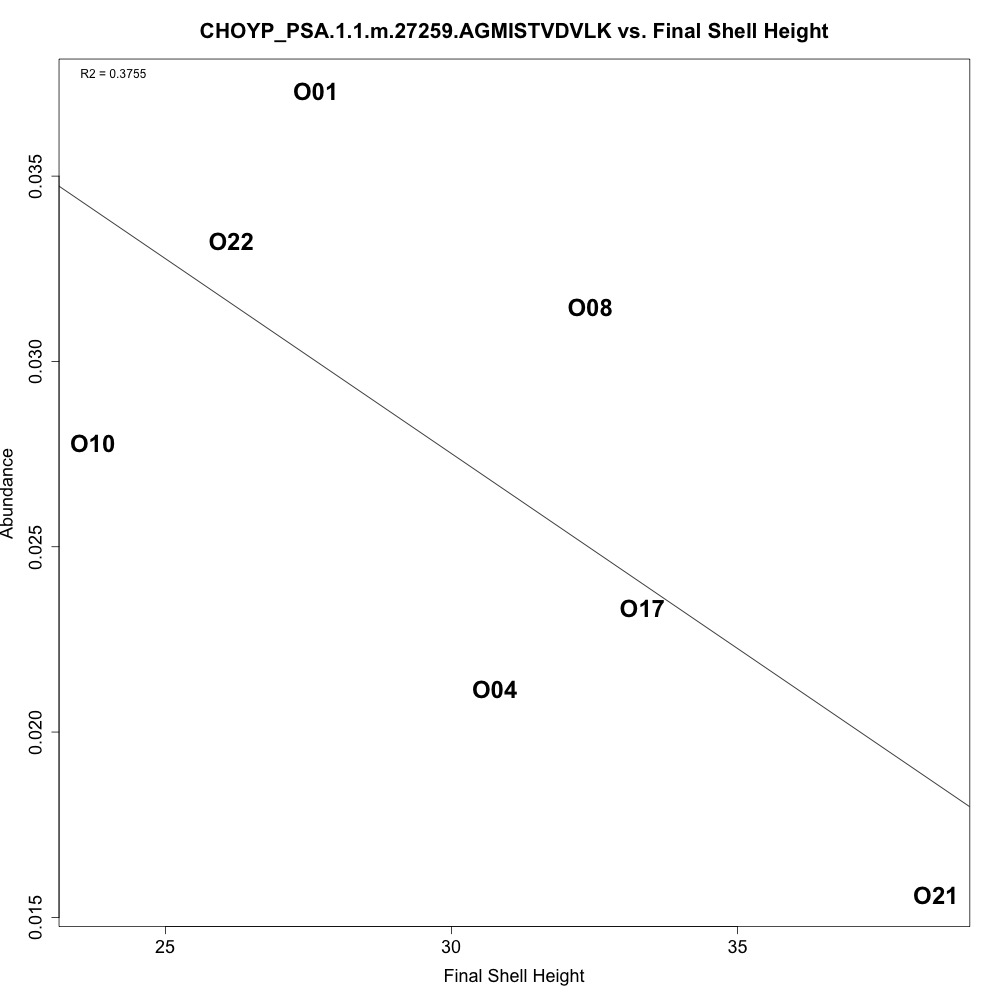 CHOYP_PSA.1.1.m.27259.AGMISTVDVLK vs. Final Shell Height
R2 = 0.3755
O01
O22
O08
O10
O17
O04
O21
Abundance
0.035
0.030
0.025
0.020
0.015
25 30 35
Final Shell Height